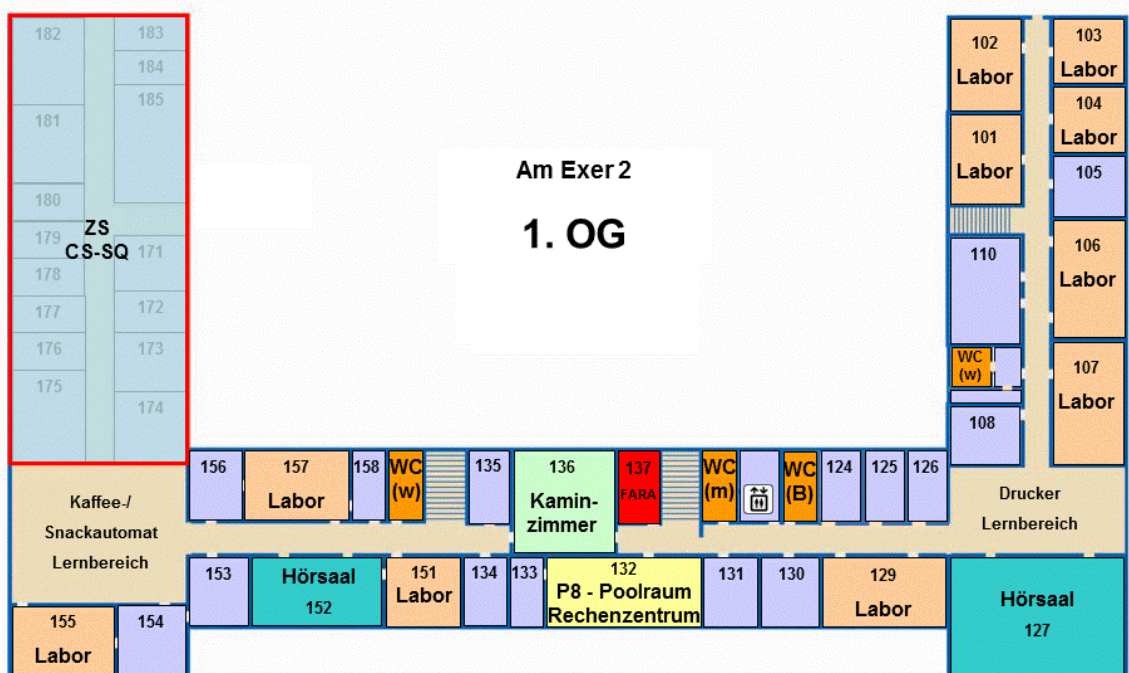 182
183
184
185
181
180
179
ZS
CS-SQ
171
178
177
172
176
173
175
174
Am Exer 2
1. OG
102
Labor
103
Labor
104
Labor
101
Labor
105
106
Labor
110
WC
(w)
107
Labor
108
156
157
Labor
158
WC
(w)
135
136
Kamin-
zimmer
137
FARA
WC
(m)
WC
(B)
124
125
126
Kaffee-/
Snackautomat
Lernbereich
Drucker
Lernbereich
153
Hörsaal
152
151
Labor
134
133
132
P8 - Poolraum
Rechenzentrum
131
130
129
Labor
Hörsaal
127
155
Labor
154